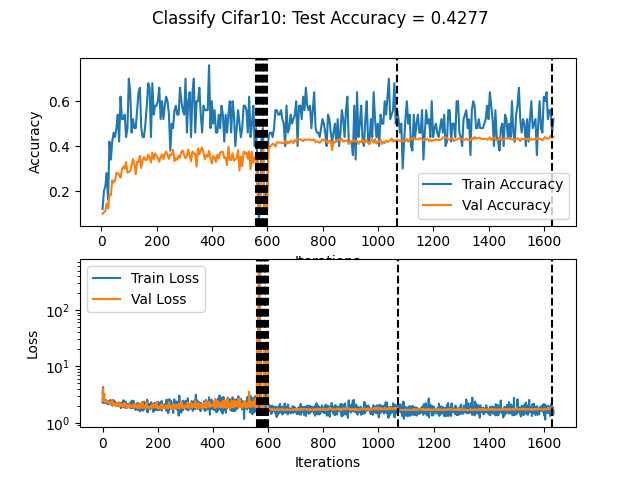 Classify Cifar10: Test Accuracy = 0.4277
Accuracy
0.6
0.4
0.2
Train Accuracy
Val Accuracy
0 200 400 600 800 1000 1200 1400 1600
Iterations
Loss
10²
10¹
10⁰
Train Loss
Val Loss
0 200 400 600 800 1000 1200 1400 1600
Iterations